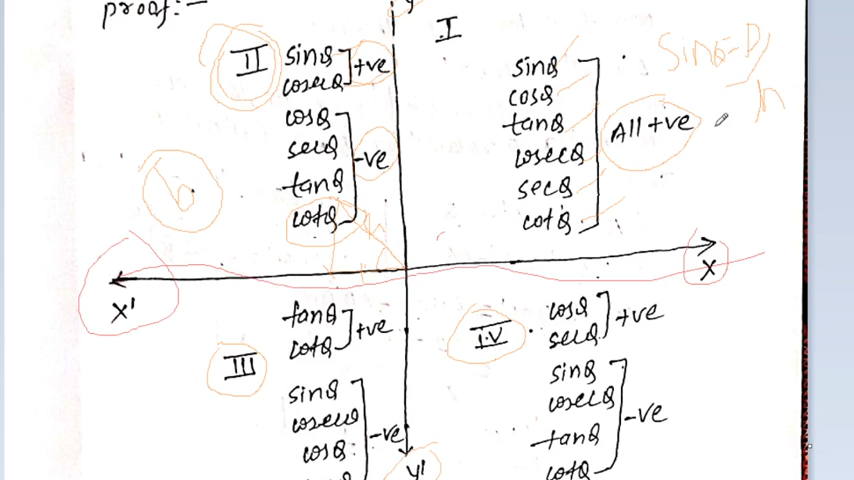 proof:-
y
I
II
sinθ
cosecθ
+ve
cosθ
secθ
tanθ
cotθ
-ve
sinθ
cosθ
tanθ
cosecθ
secθ
cotθ
All +ve
Sinθ = P/h
b
h
X'
X
III
tanθ
cotθ
+ve
sinθ
cosecθ
cosθ
-ve
y'
IV
cosθ
secθ
+ve
sinθ
cosecθ
tanθ
cotθ
-ve